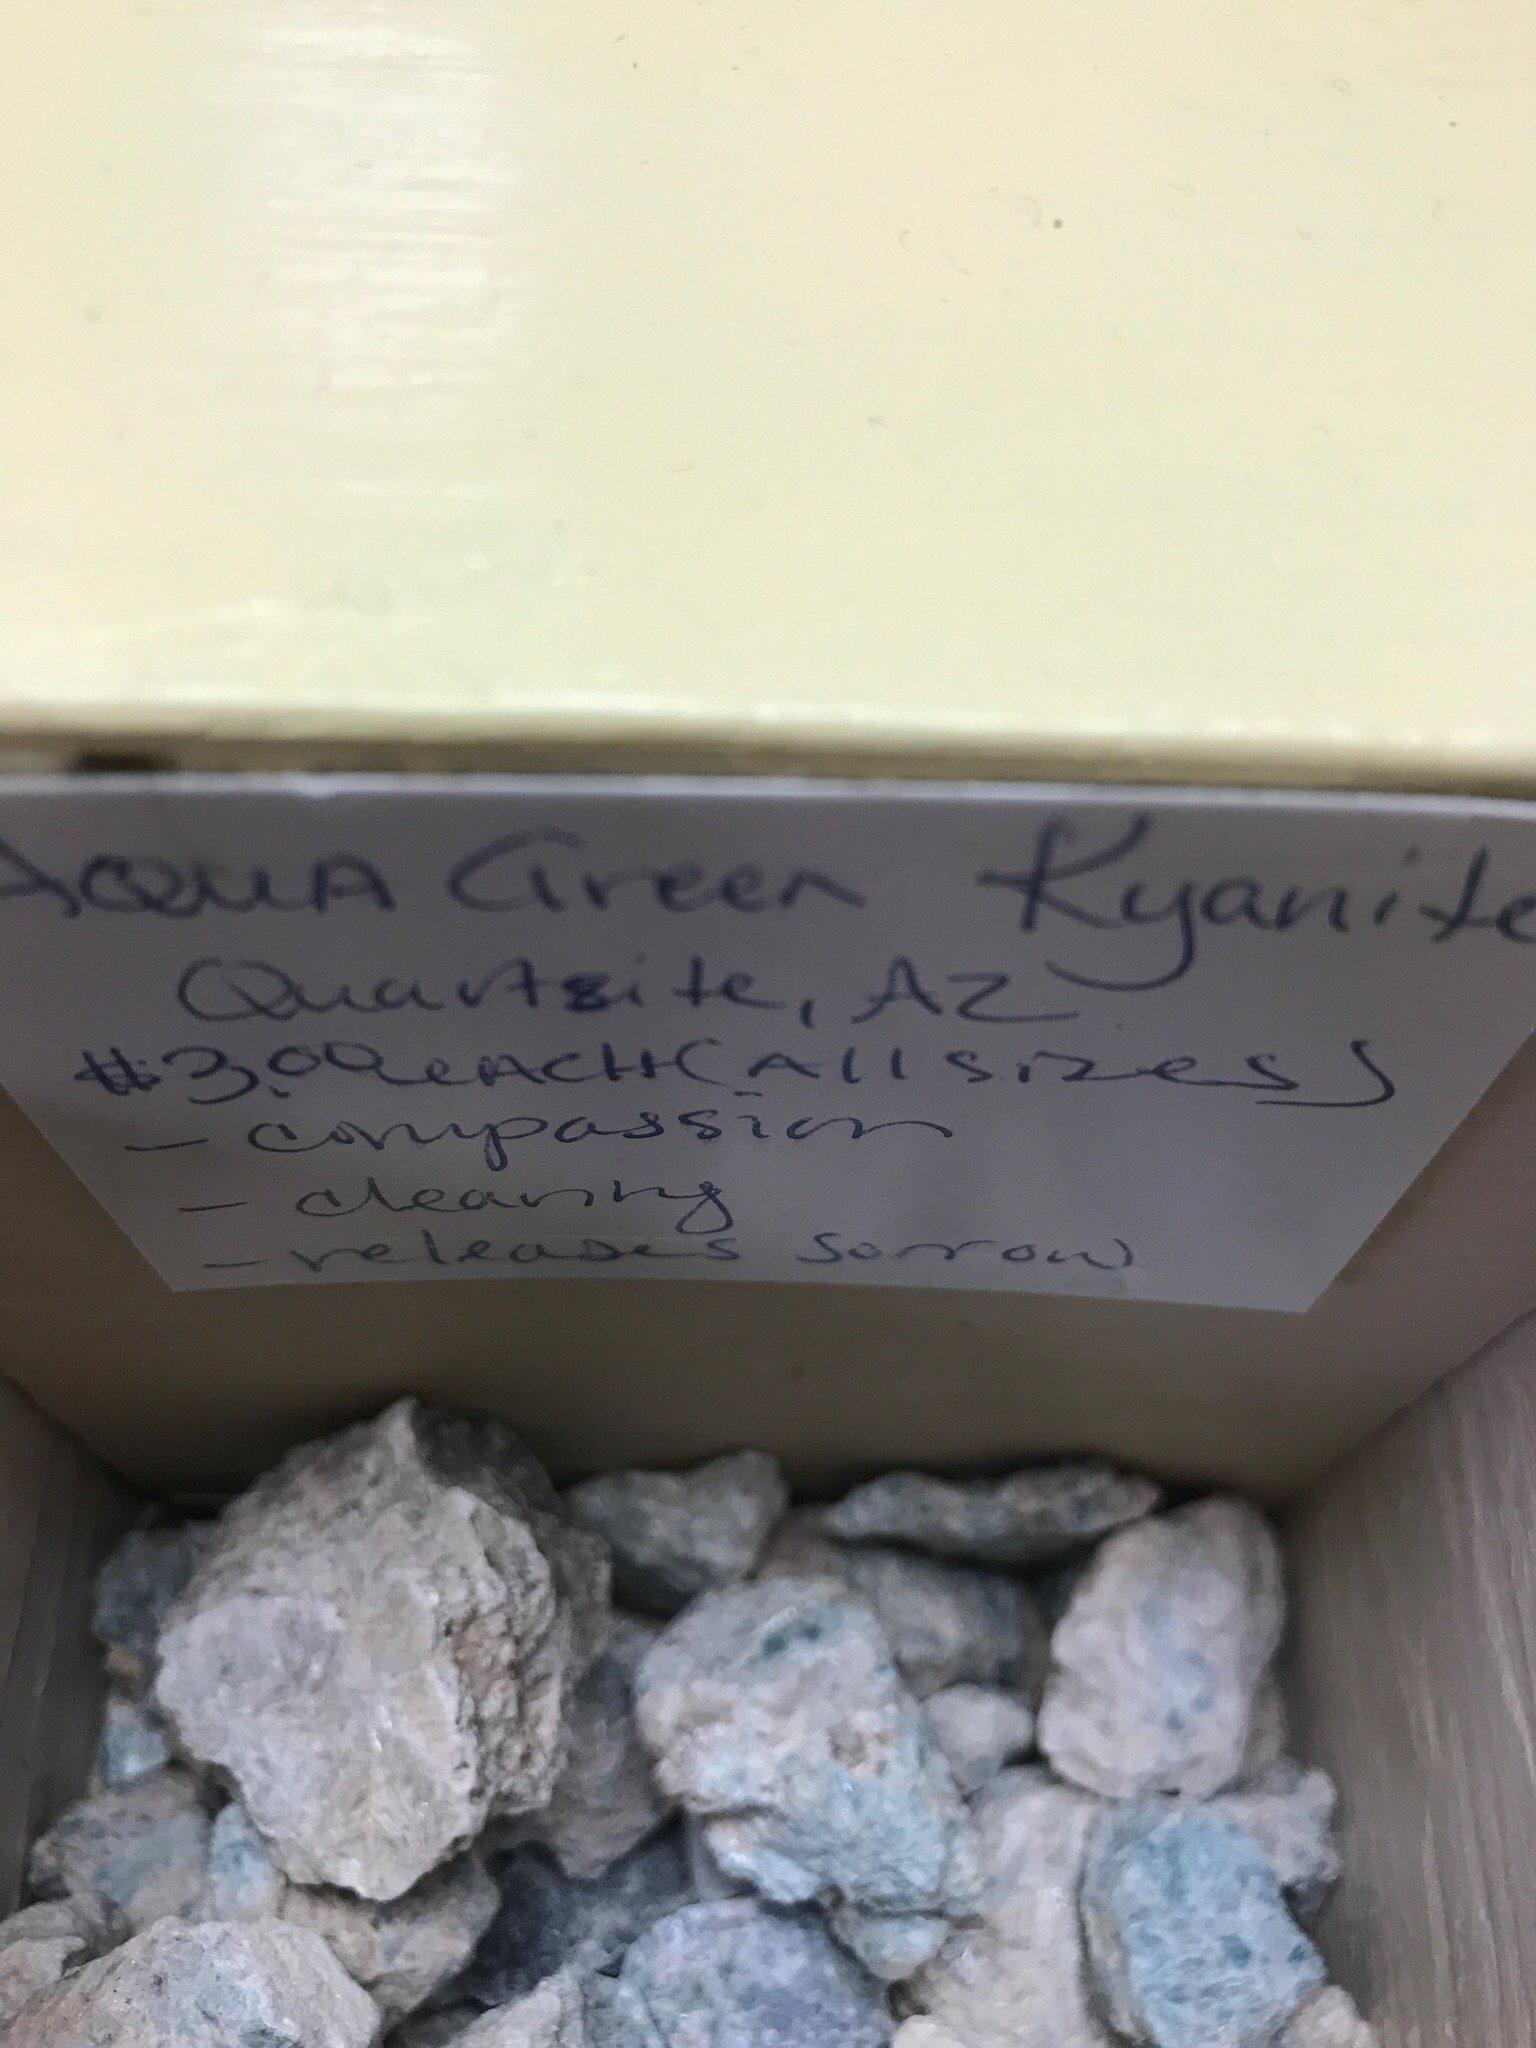 AQUA Green Kyanite
Quartsite, AZ
$3.00 eACH (All sizes)
- compassion
- clearing
- releases sorrow